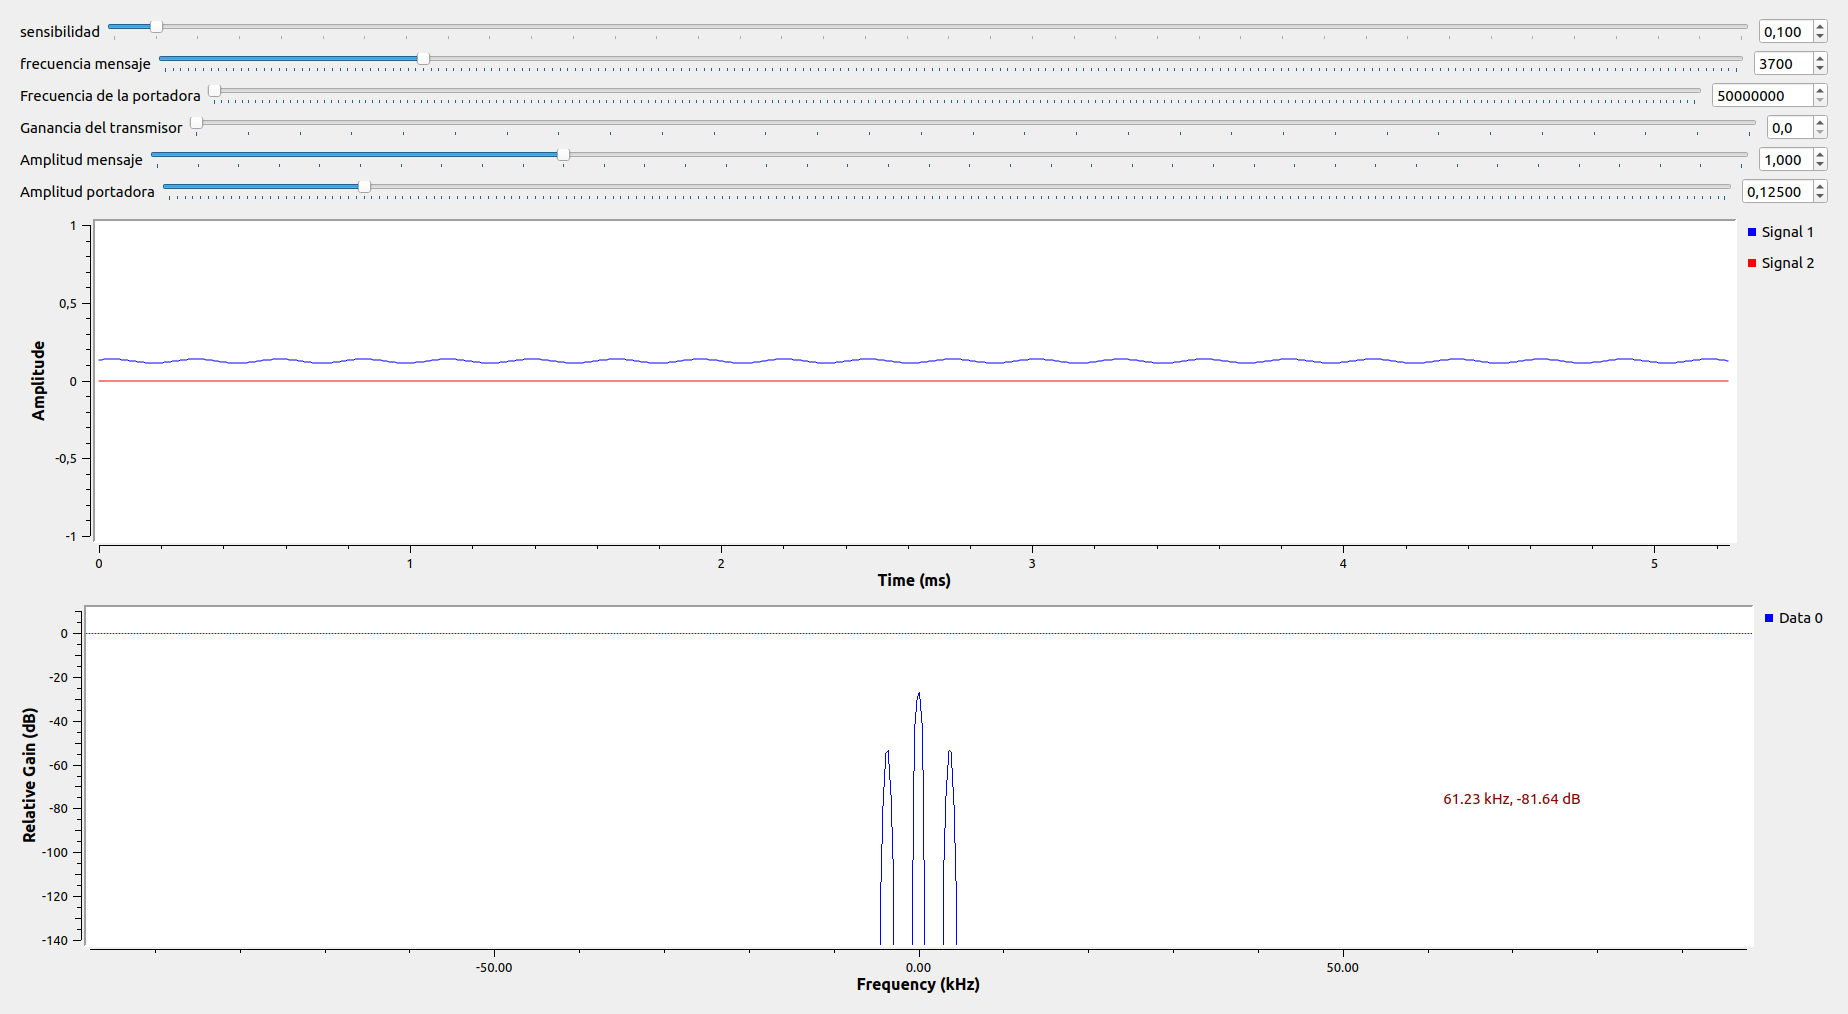 sensibilidad 0,100
frecuencia mensaje 3700
Frecuencia de la portadora 50000000
Ganancia del transmisor 0,0
Amplitud mensaje 1,000
Amplitud portadora 0,12500
Signal 1
Signal 2
Amplitude
1
0,5
0
-0,5
-1
0 1 2 3 4 5
Time (ms)
Data 0
Relative Gain (dB)
0
-20
-40
-60
-80
-100
-120
-140
61.23 kHz, -81.64 dB
-50.00 0.00 50.00
Frequency (kHz)